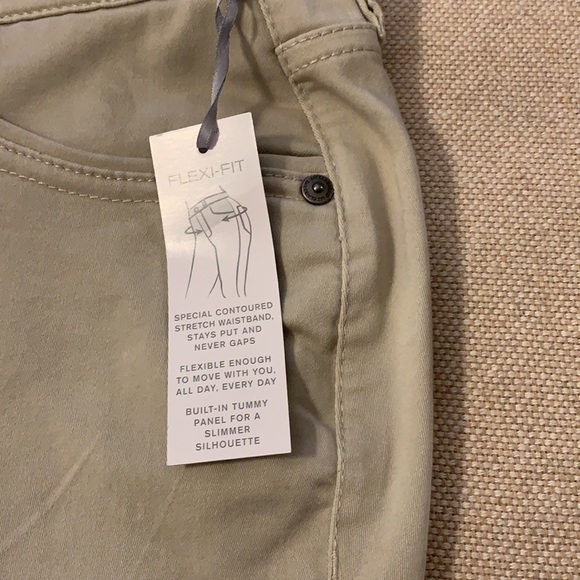 FLEXI-FIT
SPECIAL CONTOURED
STRETCH WAISTBAND,
STAYS PUT AND
NEVER GAPS
FLEXIBLE ENOUGH
TO MOVE WITH YOU,
ALL DAY, EVERY DAY
BUILT-IN TUMMY
PANEL FOR A
SLIMMER
SILHOUETTE